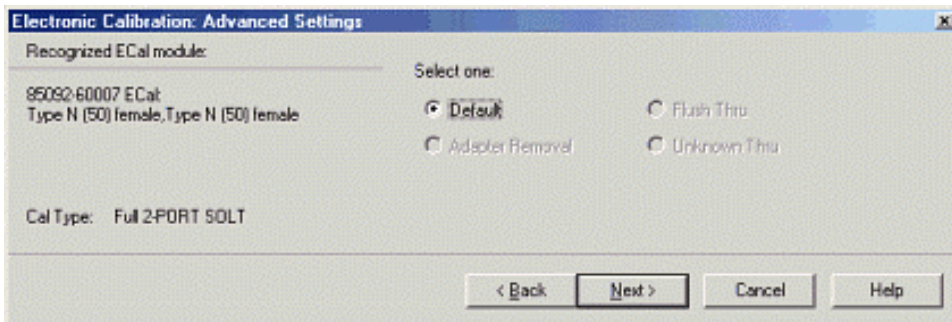 Electronic Calibration: Advanced Settings
Recognized ECal module:
85092-60007 ECal:
Type N (50) female,Type N (50) female
Select one:
Default
Flush Thru
Adapter Removal
Unknown Thru
Cal Type: Full 2-PORT SOLT
< Back
Next >
Cancel
Help